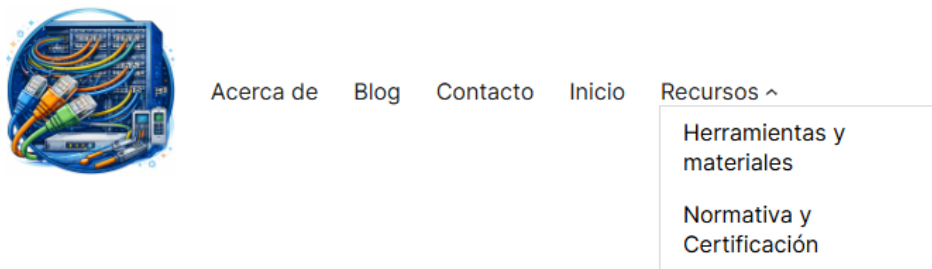 Acerca de
Blog
Contacto
Inicio
Recursos
Herramientas y
materiales
Normativa y
Certificación